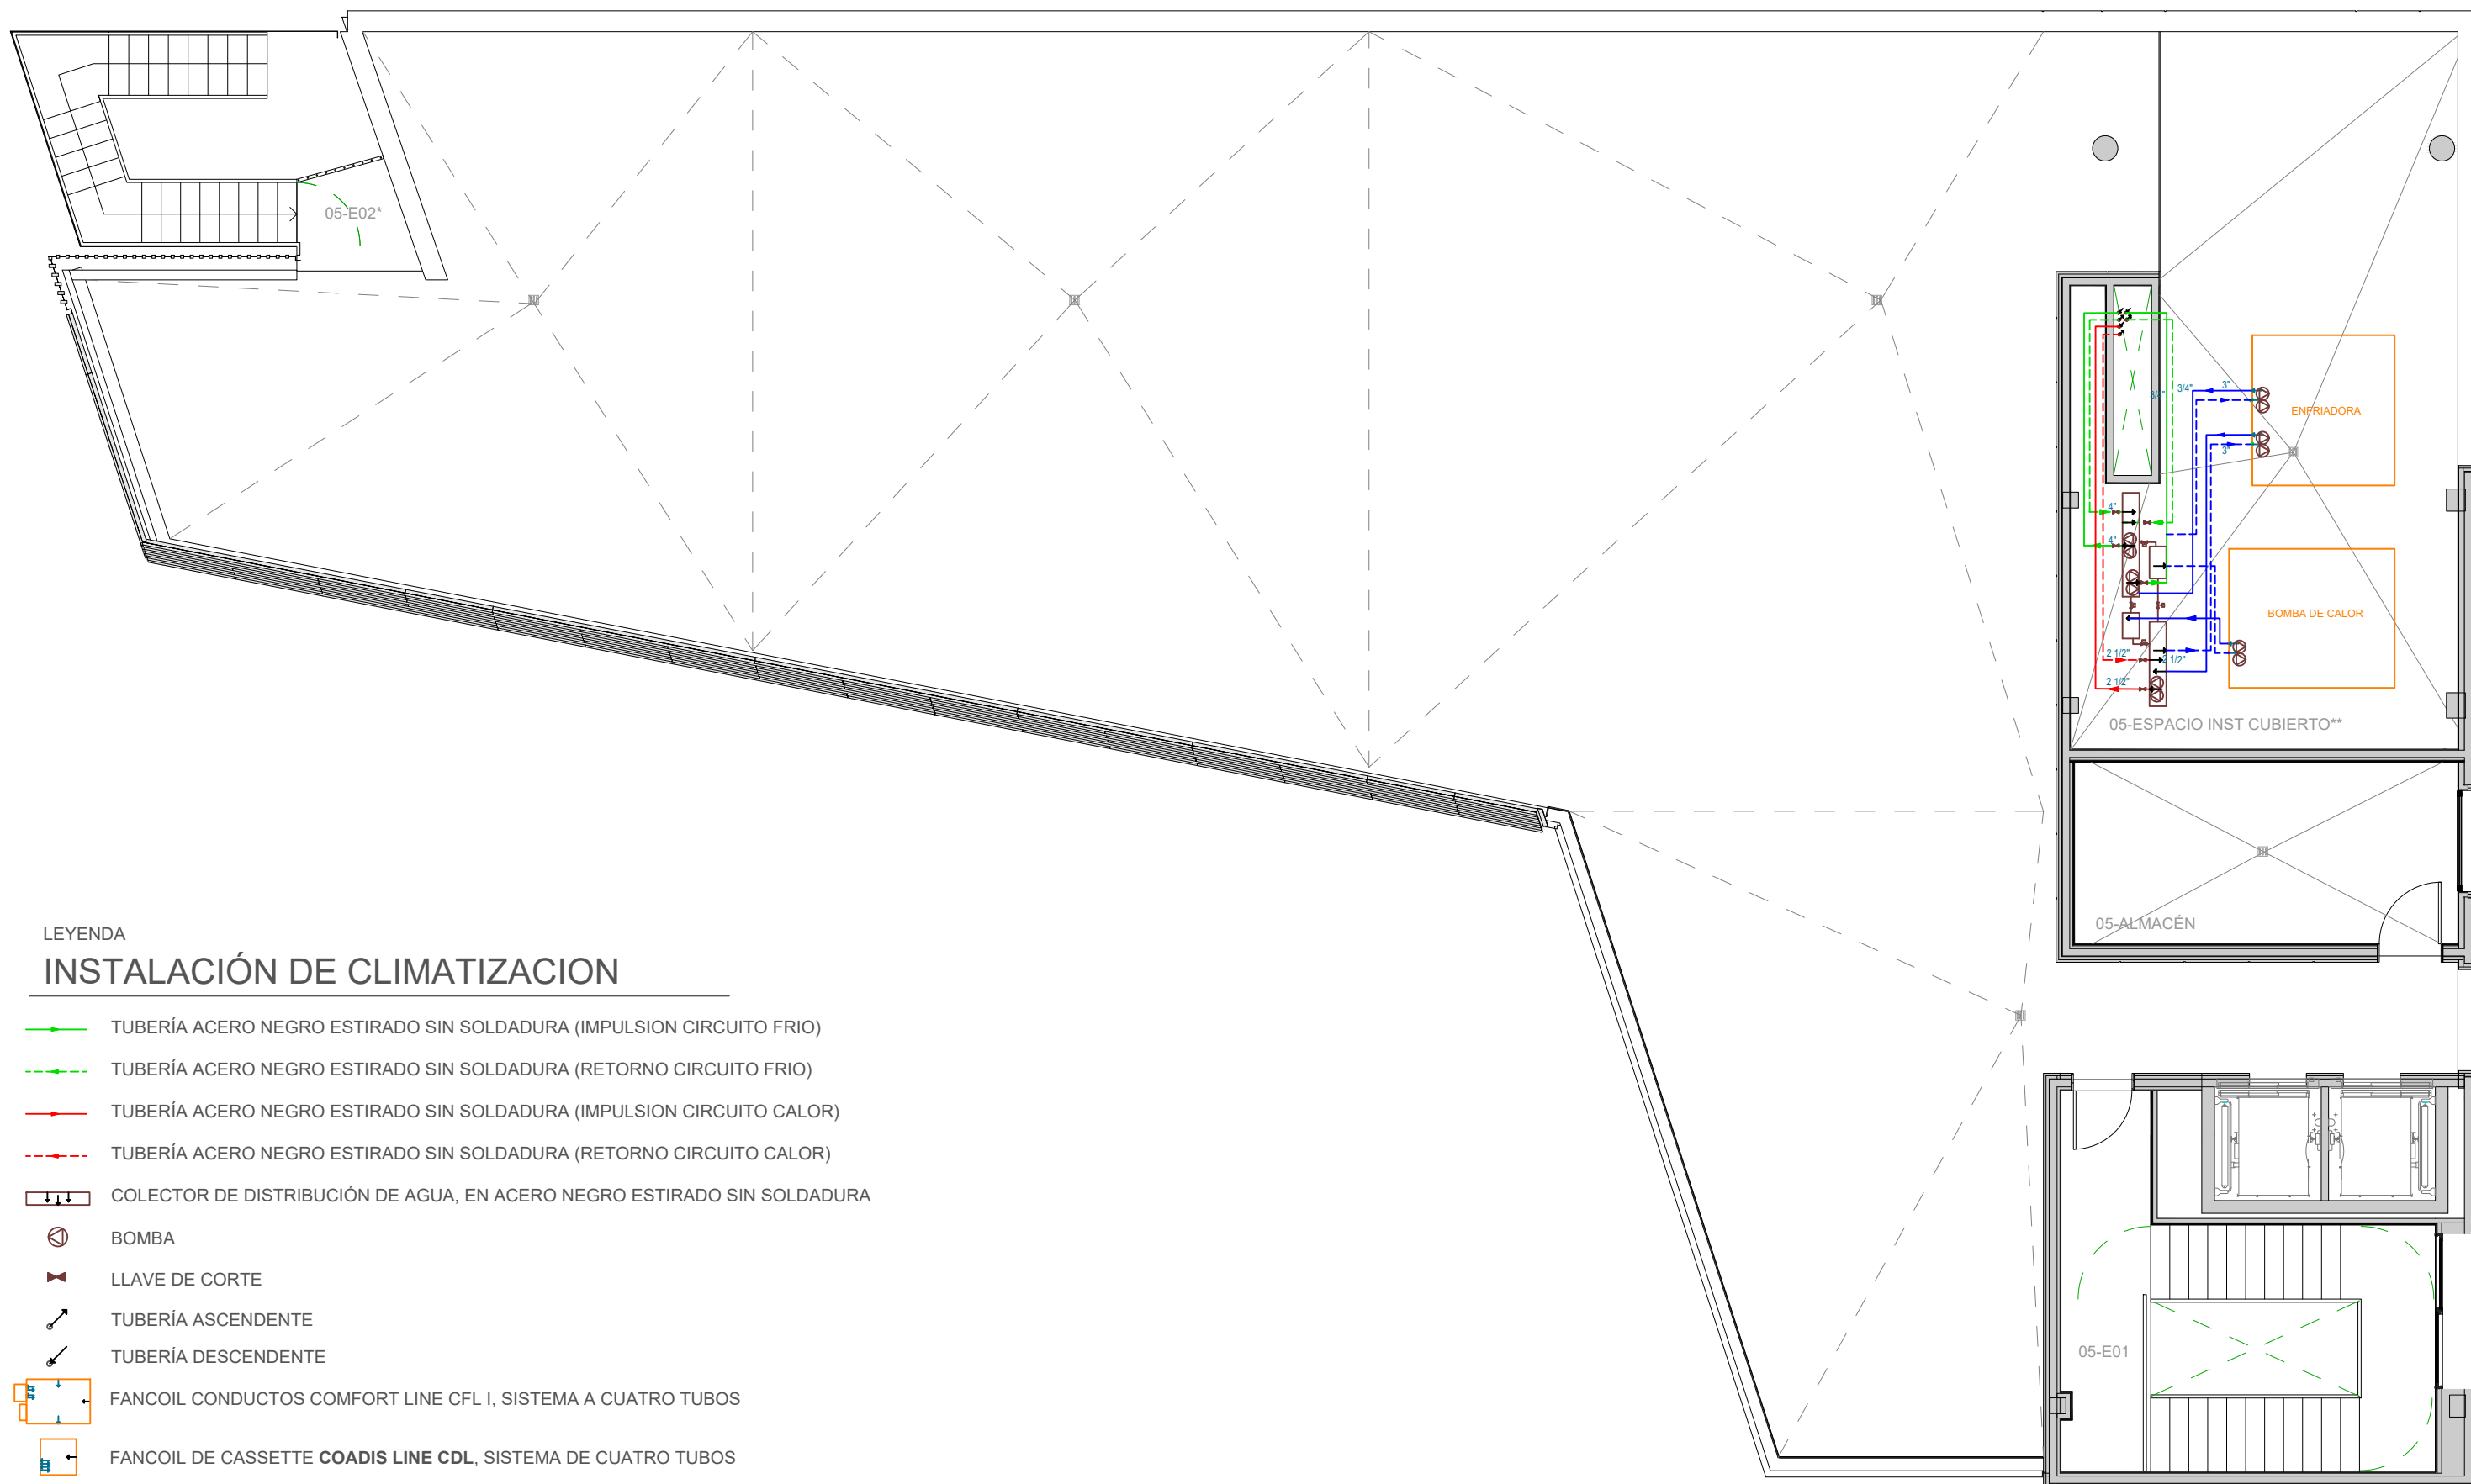 05-E02*
3/4"
3"
3/4"
ENFRIADORA
3"
4"
4"
BOMBA DE CALOR
2 1/2"
2 1/2"
2 1/2"
05-ESPACIO INST CUBIERTO**
05-ALMACÉN
05-E01
LEYENDA
INSTALACIÓN DE CLIMATIZACION
TUBERÍA ACERO NEGRO ESTIRADO SIN SOLDADURA (IMPULSION CIRCUITO FRIO)
TUBERÍA ACERO NEGRO ESTIRADO SIN SOLDADURA (RETORNO CIRCUITO FRIO)
TUBERÍA ACERO NEGRO ESTIRADO SIN SOLDADURA (IMPULSION CIRCUITO CALOR)
TUBERÍA ACERO NEGRO ESTIRADO SIN SOLDADURA (RETORNO CIRCUITO CALOR)
COLECTOR DE DISTRIBUCIÓN DE AGUA, EN ACERO NEGRO ESTIRADO SIN SOLDADURA
BOMBA
LLAVE DE CORTE
TUBERÍA ASCENDENTE
TUBERÍA DESCENDENTE
FANCOIL CONDUCTOS COMFORT LINE CFL I, SISTEMA A CUATRO TUBOS
FANCOIL DE CASSETTE COADIS LINE CDL, SISTEMA DE CUATRO TUBOS